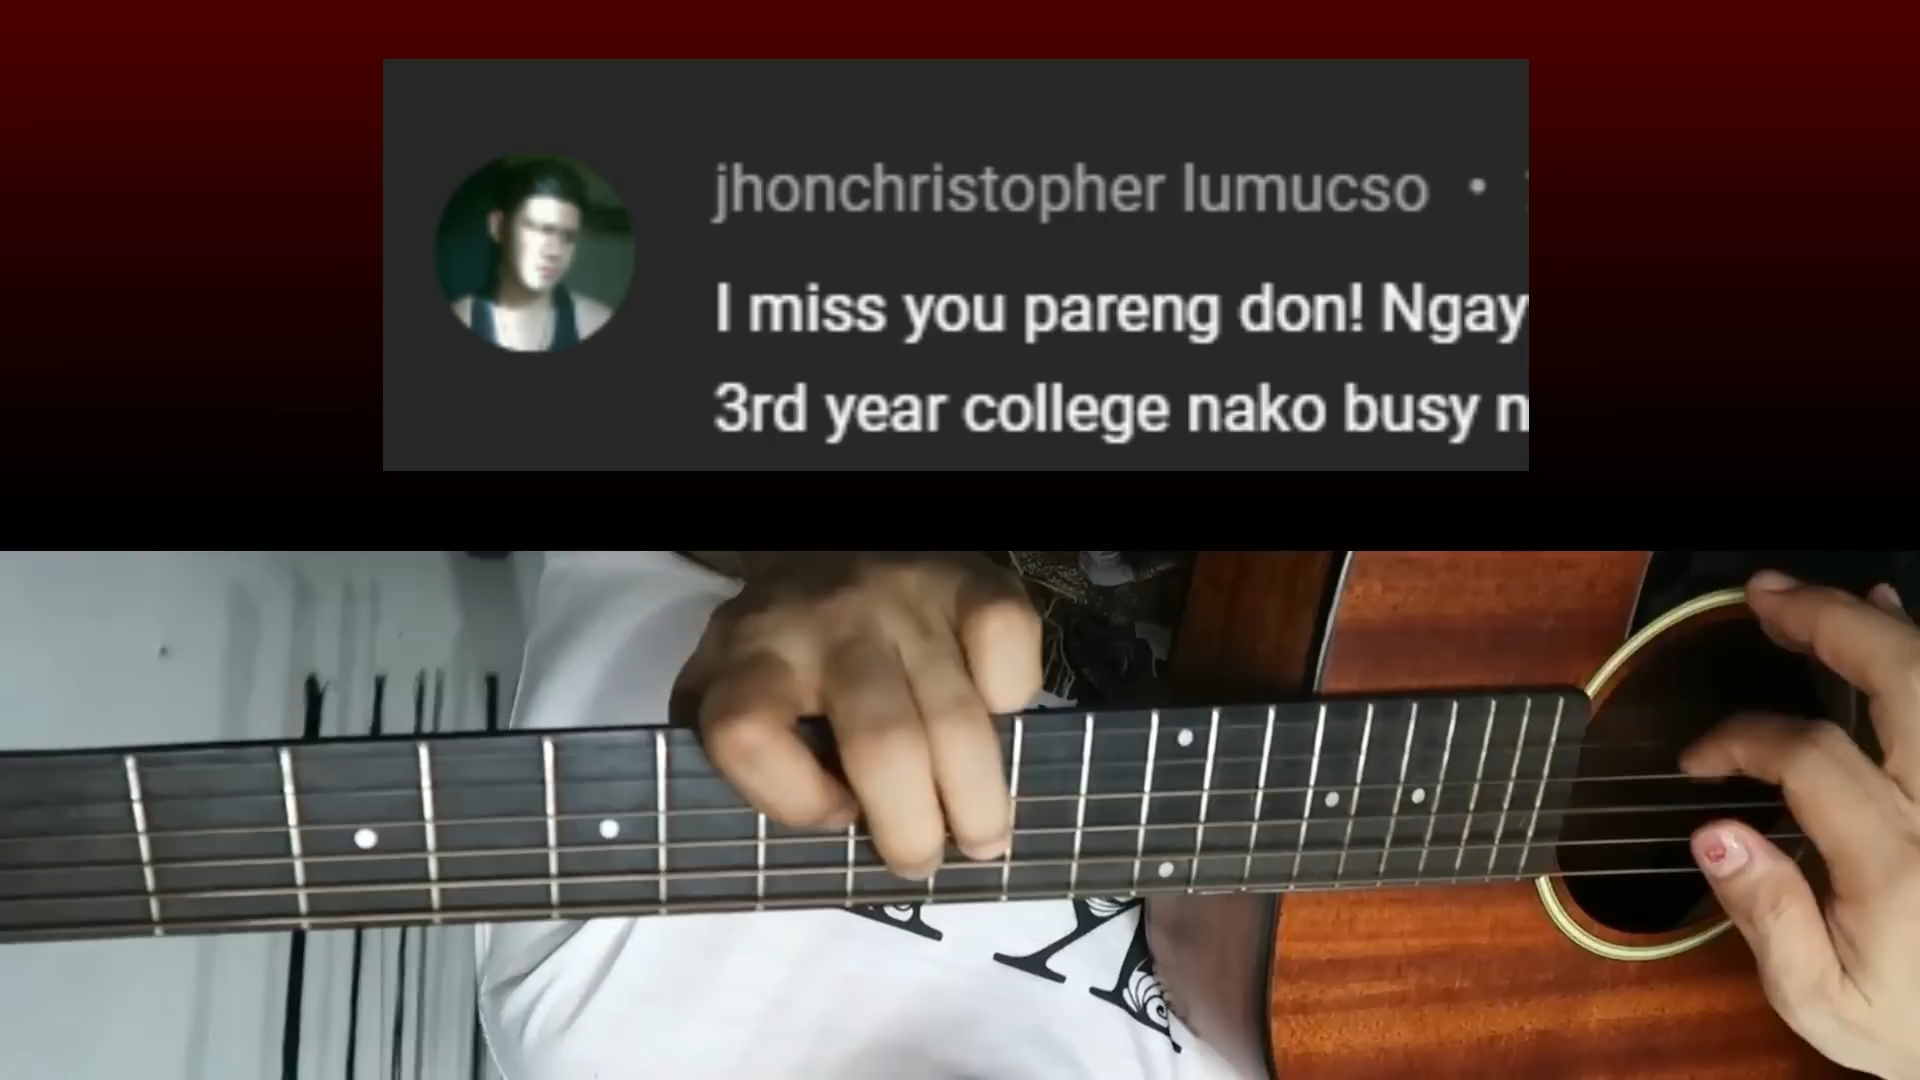 jhonchristopher lumucso •
I miss you pareng don! Ngay
3rd year college nako busy n